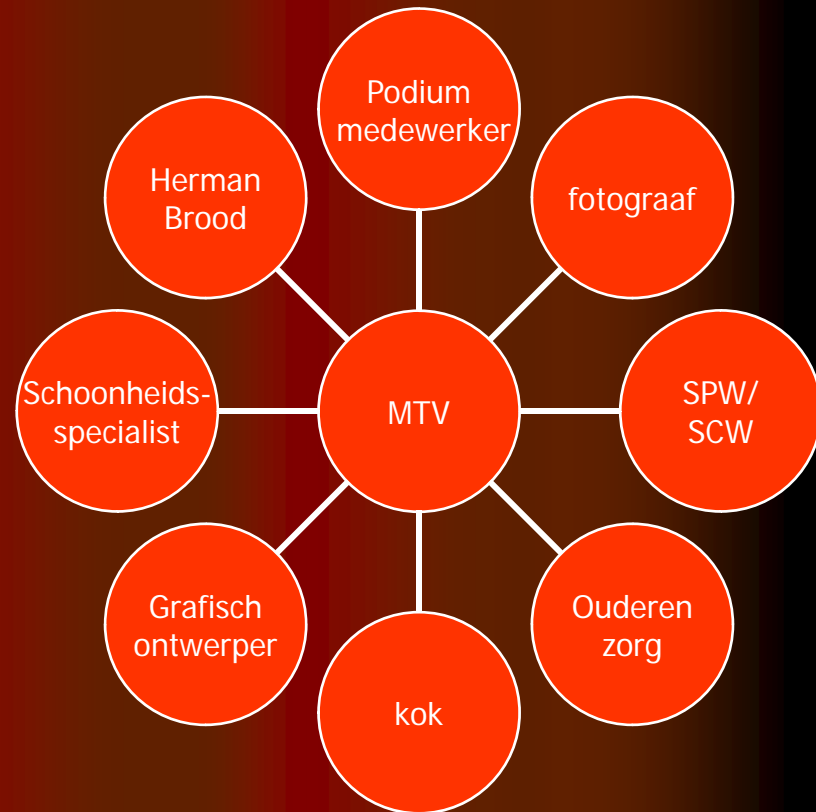 Podium
medewerker
Herman
Brood
fotograaf
Schoonheids-
specialist
MTV
SPW/
SCW
Grafisch
ontwerper
Ouderen
zorg
kok